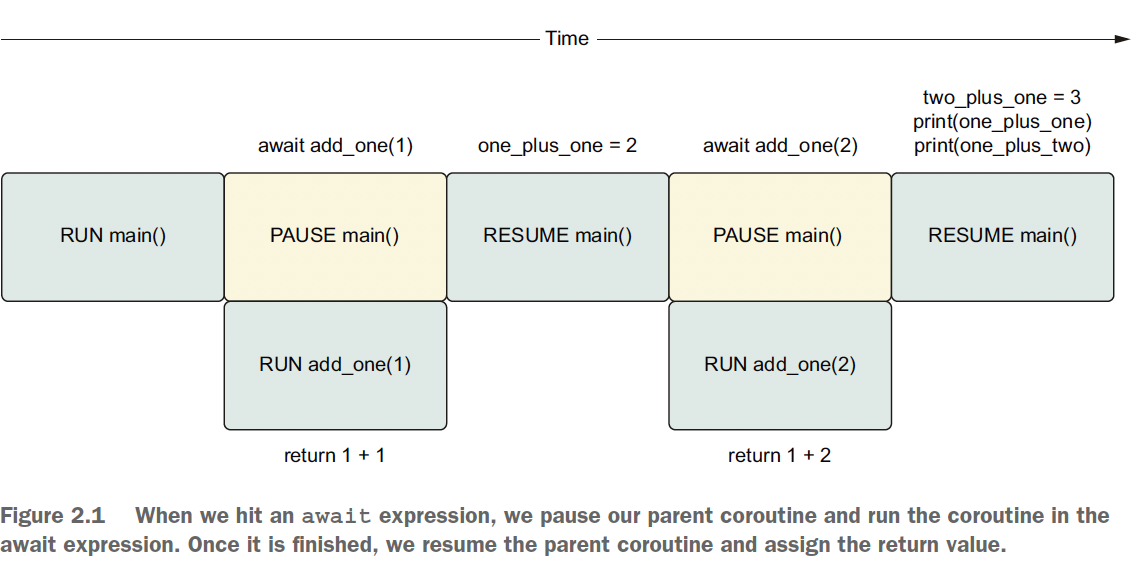 Time
two_plus_one = 3
print(one_plus_one)
print(one_plus_two)
await add_one(1)
one_plus_one = 2
await add_one(2)
RUN main()
PAUSE main()
RESUME main()
PAUSE main()
RESUME main()
RUN add_one(1)
RUN add_one(2)
return 1 + 1
return 1 + 2
Figure 2.1 When we hit an await expression, we pause our parent coroutine and run the coroutine in the
await expression. Once it is finished, we resume the parent coroutine and assign the return value.